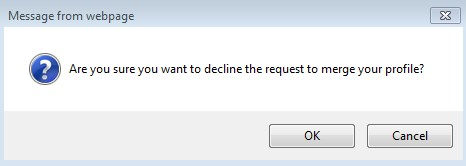 Message from webpage
Are you sure you want to decline the request to merge your profile?
OK
Cancel